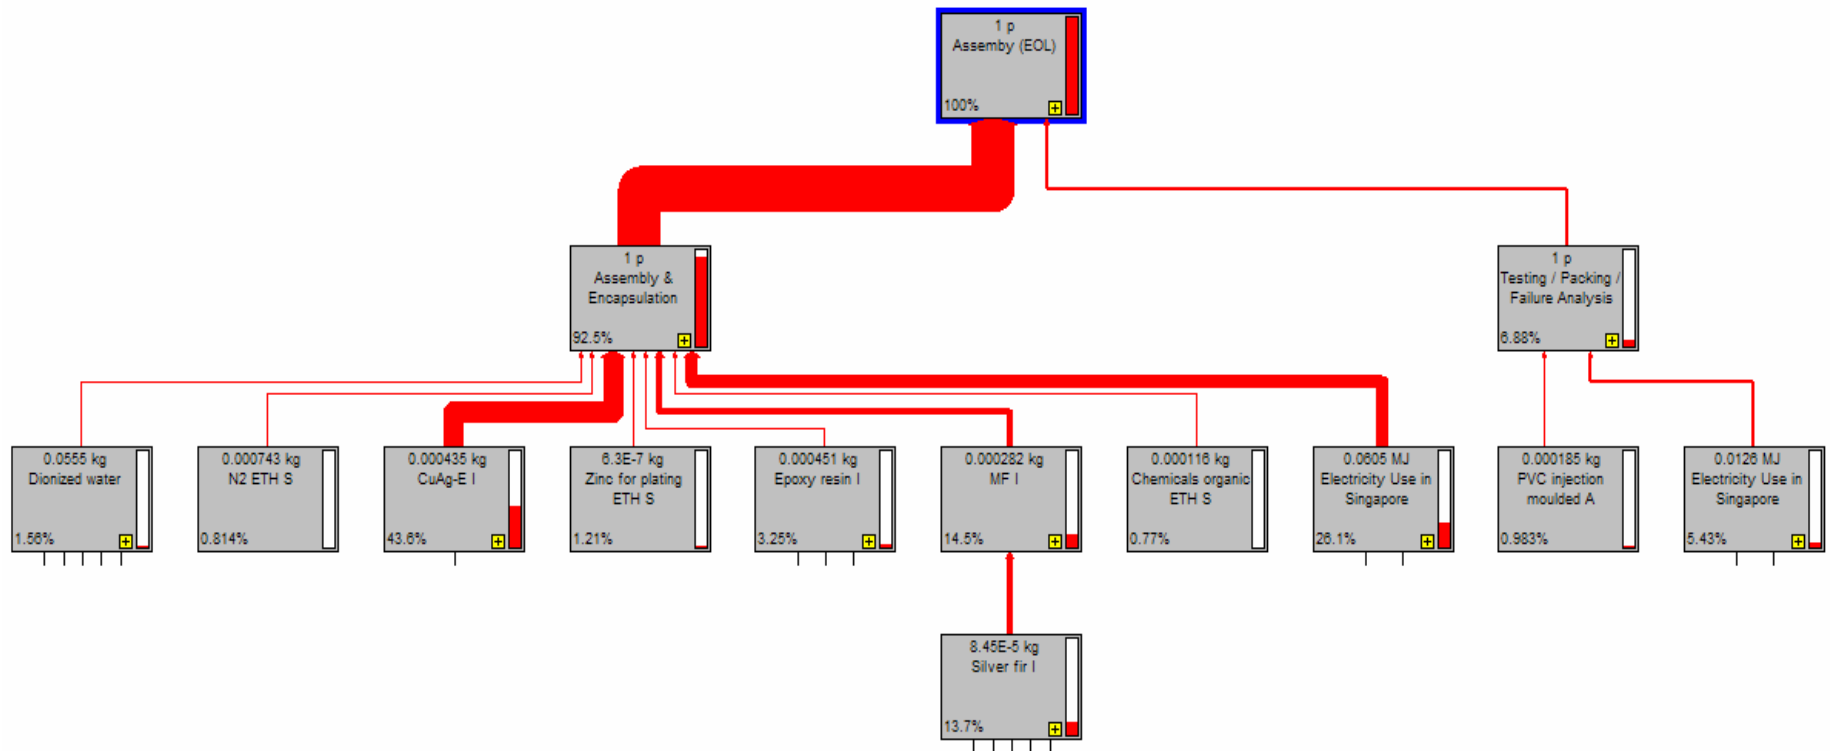 1 p
Assemby (EOL)
100%
1 p
Assembly &
Encapsulation
92.5%
1 p
Testing / Packing /
Failure Analysis
6.88%
0.0555 kg
Dionized water
1.56%
0.000743 kg
N2 ETH S
0.814%
0.000435 kg
CuAg-E I
43.6%
6.3E-7 kg
Zinc for plating
ETH S
1.21%
0.000451 kg
Epoxy resin I
3.25%
0.000282 kg
MF I
14.5%
0.000116 kg
Chemicals organic
ETH S
0.77%
0.0605 MJ
Electricity Use in
Singapore
26.1%
0.000185 kg
PVC injection
moulded A
0.983%
0.0126 MJ
Electricity Use in
Singapore
5.43%
8.45E-5 kg
Silver fir I
13.7%